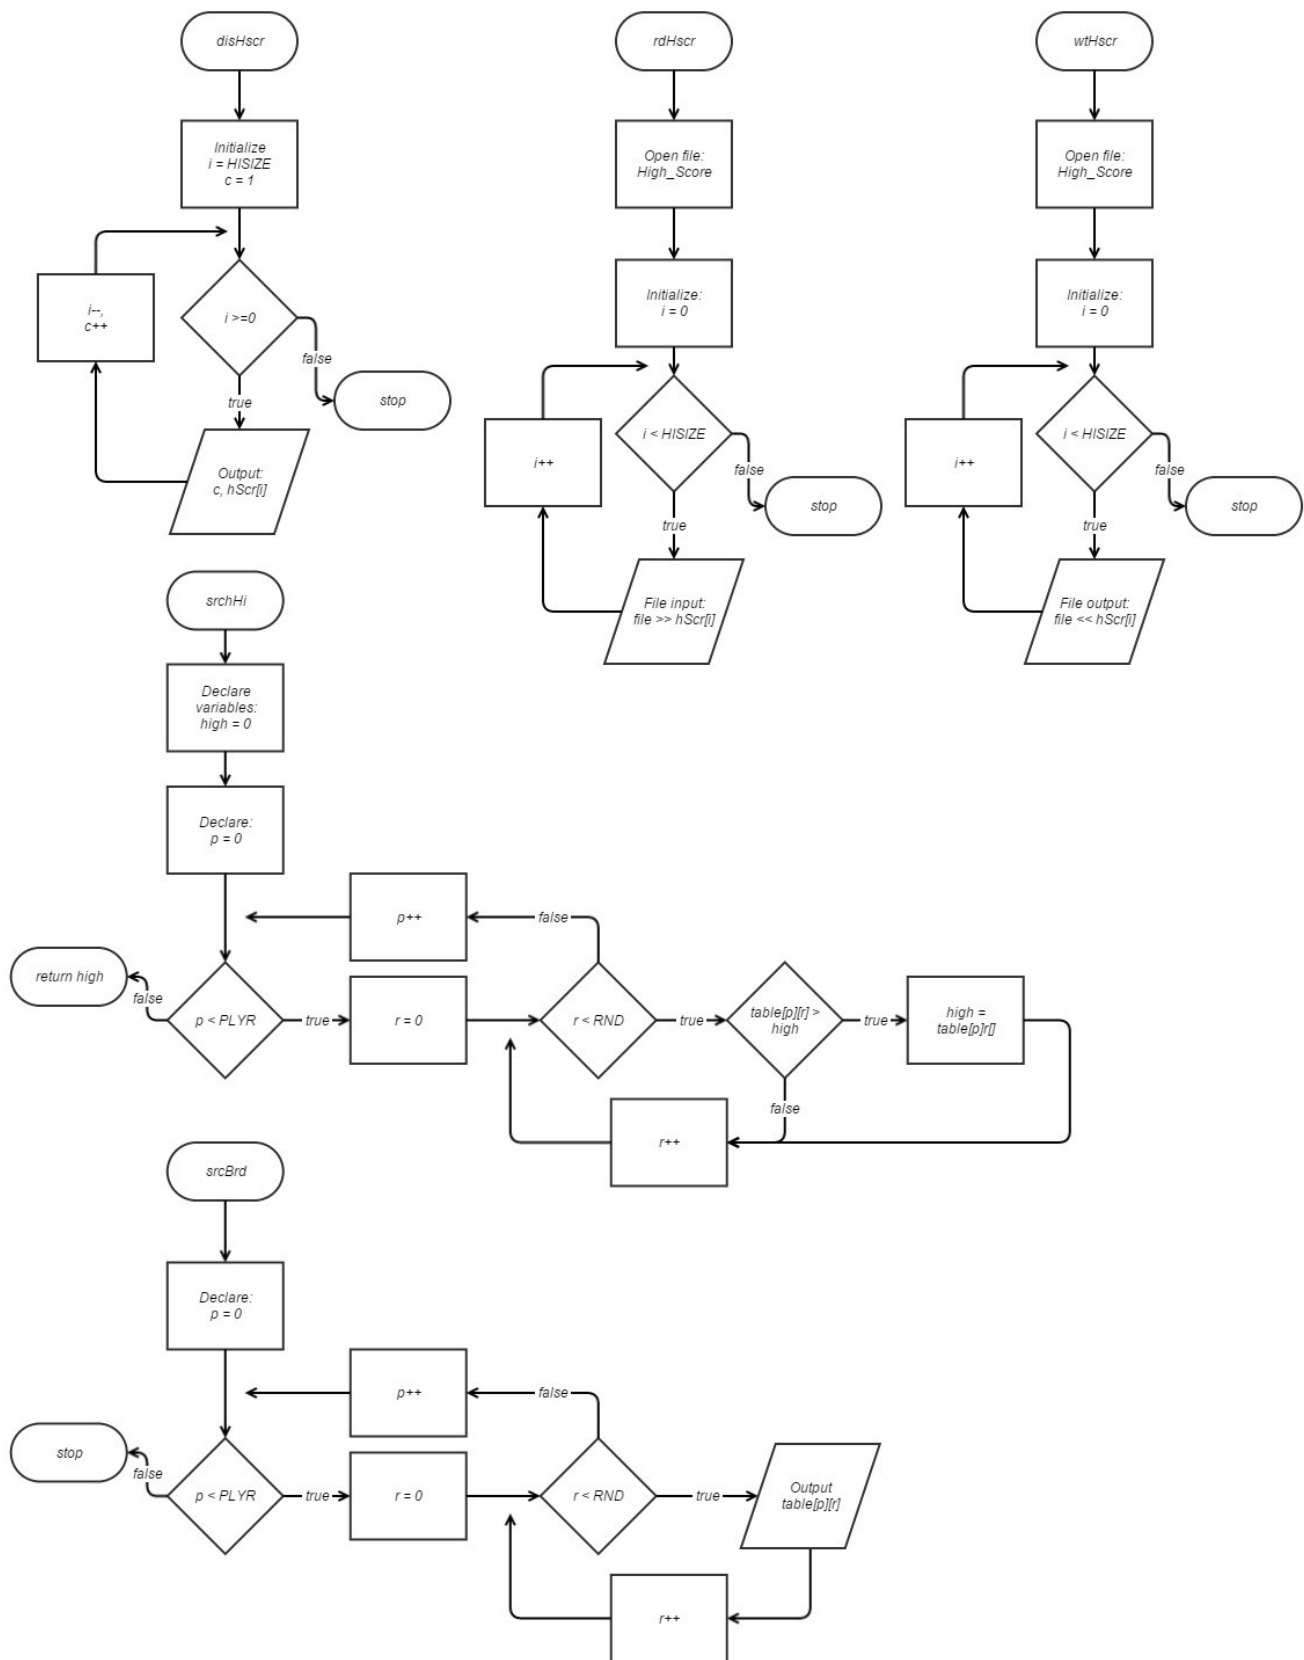 disHscr
Initialize
i = HISIZE
c = 1
i >=0
i--,
c++
false
stop
true
Output:
c, hScr[i]
rdHscr
Open file:
High_Score
Initialize:
i = 0
i < HISIZE
i++
false
stop
true
File input:
file >> hScr[i]
wtHscr
Open file:
High_Score
Initialize:
i = 0
i < HISIZE
i++
false
stop
true
File output:
file << hScr[i]
srchHi
Declare
variables:
high = 0
Declare:
p = 0
p++
false
return high
false
p < PLYR
true
r = 0
r < RND
true
table[p][r] >
high
true
high =
table[p]r[]
false
r++
srcBrd
Declare:
p = 0
p++
false
stop
false
p < PLYR
true
r = 0
r < RND
true
Output
table[p][r]
r++